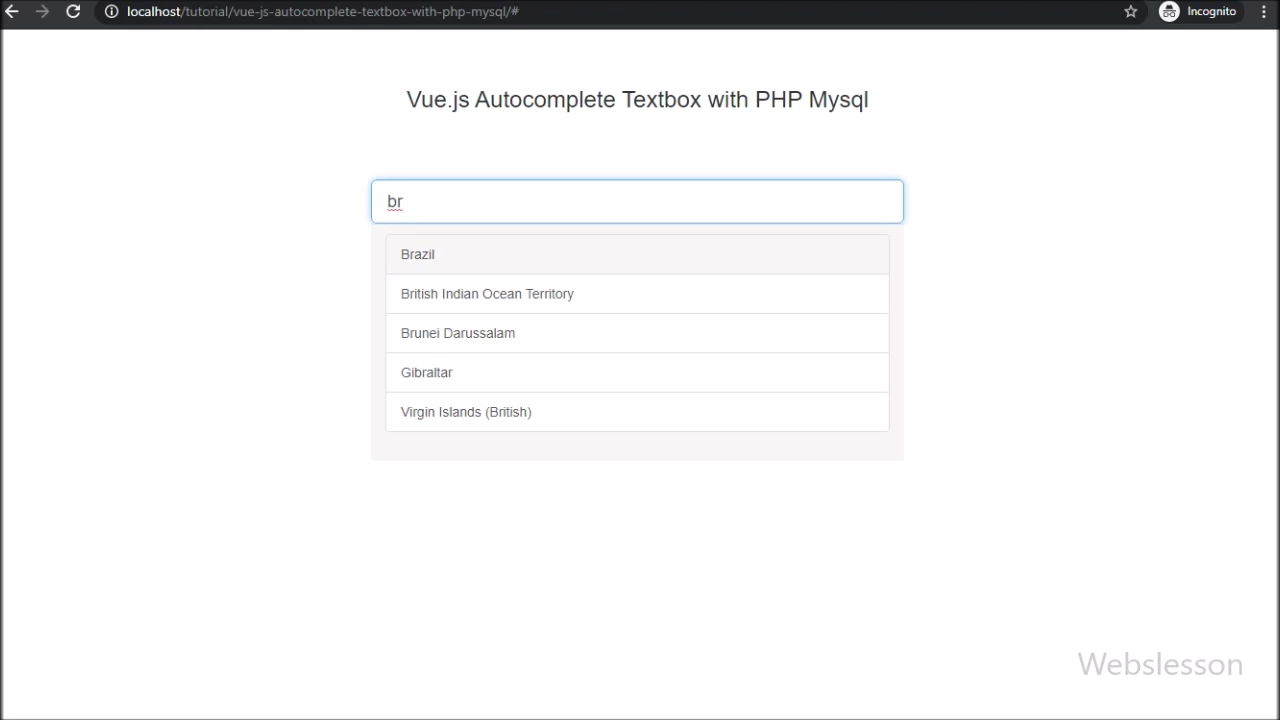 localhost/tutorial/vue-js-autocomplete-textbox-with-php-mysql/#
Incognito
Vue.js Autocomplete Textbox with PHP Mysql
br
Brazil
British Indian Ocean Territory
Brunei Darussalam
Gibraltar
Virgin Islands (British)
Webslesson